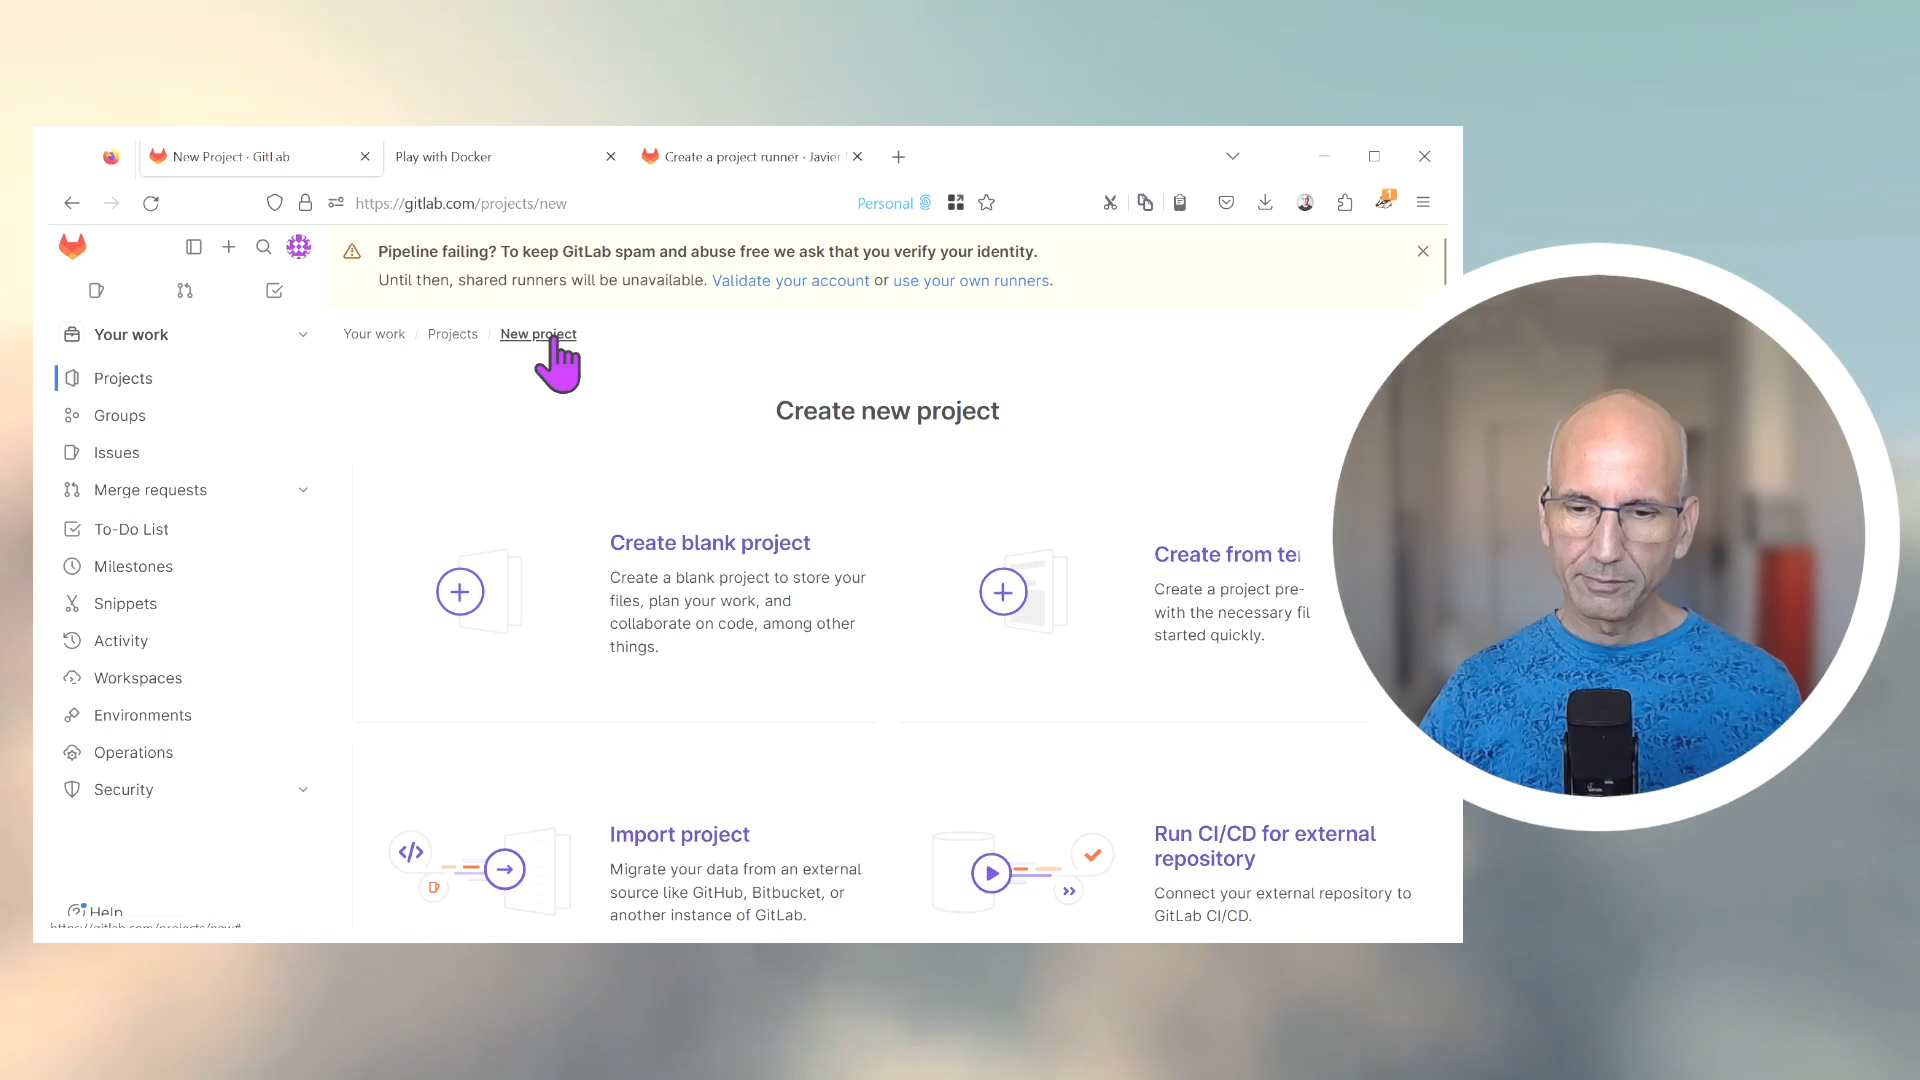 New Project · GitLab
Play with Docker
Create a project runner · Javier
https://gitlab.com/projects/new
Personal
1
Pipeline failing? To keep GitLab spam and abuse free we ask that you verify your identity.
Until then, shared runners will be unavailable. Validate your account or use your own runners.
Your work
Your work / Projects / New project
Projects
Groups
Issues
Merge requests
To-Do List
Milestones
Snippets
Activity
Workspaces
Environments
Operations
Security
Help
https://gitlab.com/projects/new#
Create new project
Create blank project
Create a blank project to store your
files, plan your work, and
collaborate on code, among other
things.
Create from
Create a project pre-
with the necessary
started quickly.
Import project
Migrate your data from an external
source like GitHub, Bitbucket, or
another instance of GitLab.
Run CI/CD for external
repository
Connect your external repository to
GitLab CI/CD.